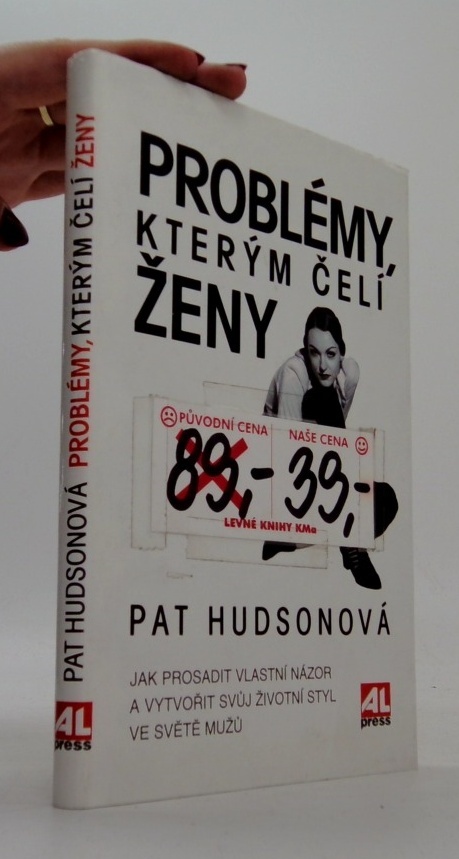 PAT HUDSONOVÁ PROBLÉMY, KTERÝM ČELÍ ŽENY
AL
press
PROBLÉMY,
KTERÝM ČELÍ
ŽENY
PŮVODNÍ CENA
89,-
NAŠE CENA
39,-
LEVNÉ KNIHY KMa
PAT HUDSONOVÁ
JAK PROSADIT VLASTNÍ NÁZOR
A VYTVOŘIT SVŮJ ŽIVOTNÍ STYL
VE SVĚTĚ MUŽŮ
AL
press